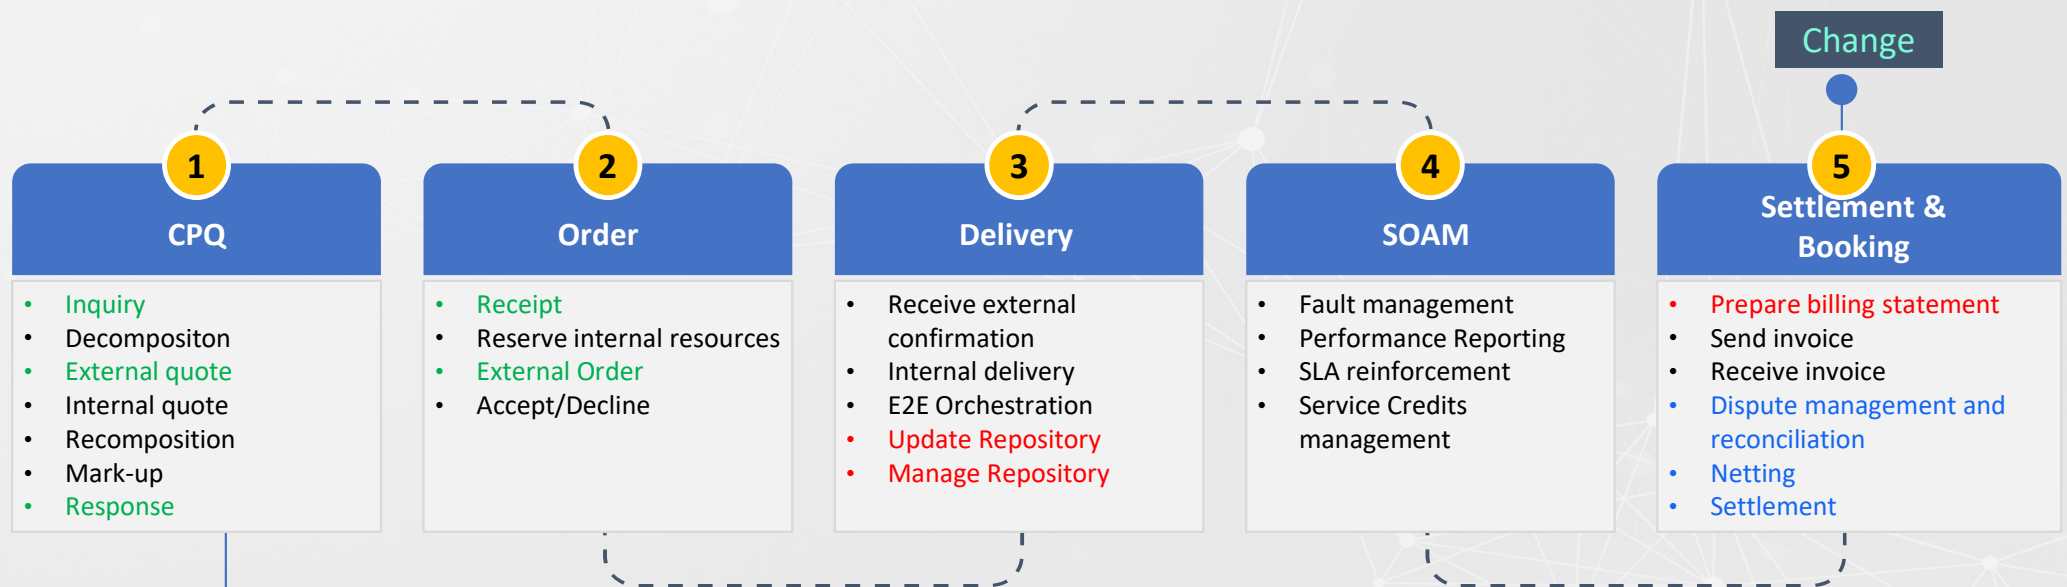 Change
1
CPQ
• Inquiry
• Decompositon
• External quote
• Internal quote
• Recomposition
• Mark-up
• Response
2
Order
• Receipt
• Reserve internal resources
• External Order
• Accept/Decline
3
Delivery
• Receive external
confirmation
• Internal delivery
• E2E Orchestration
• Update Repository
• Manage Repository
4
SOAM
• Fault management
• Performance Reporting
• SLA reinforcement
• Service Credits
management
5
Settlement &
Booking
• Prepare billing statement
• Send invoice
• Receive invoice
• Dispute management and
reconciliation
• Netting
• Settlement